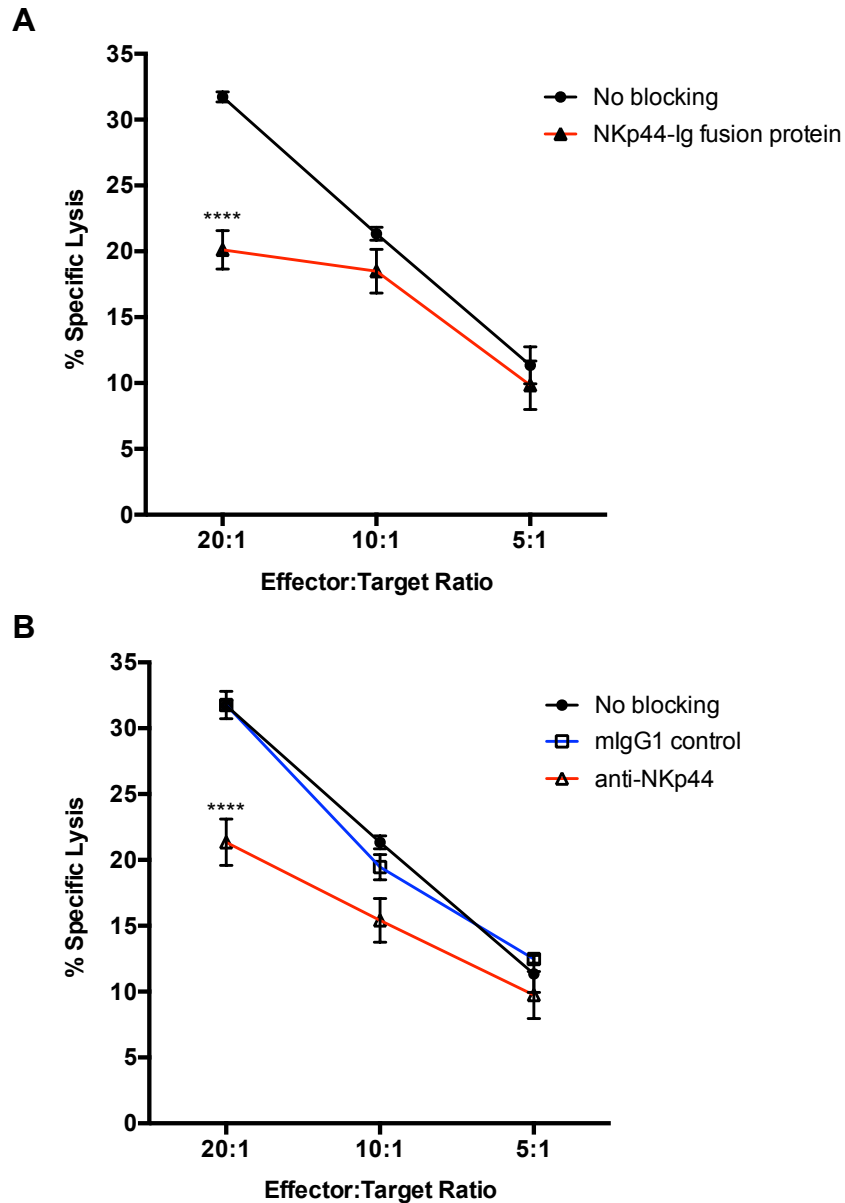 A
35
30
25
20
15
10
5
0
% Specific Lysis
****
20:1 10:1 5:1
Effector:Target Ratio
No blocking
NKp44-Ig fusion protein
B
35
30
25
20
15
10
5
0
% Specific Lysis
****
20:1 10:1 5:1
Effector:Target Ratio
No blocking
mIgG1 control
anti-NKp44